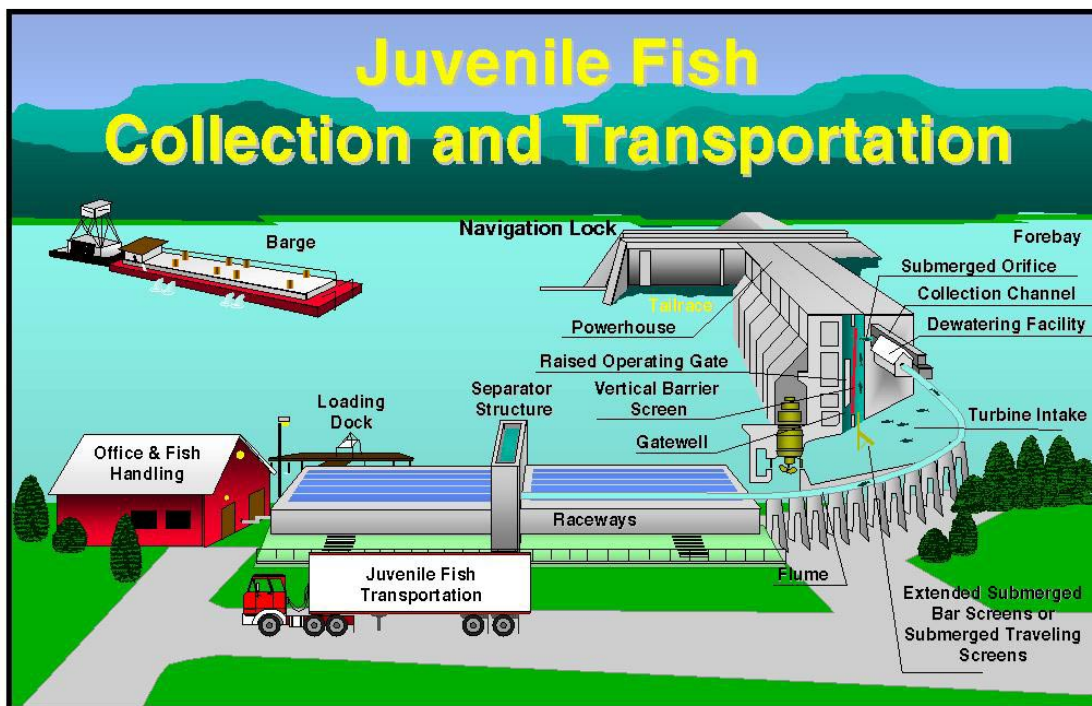 Juvenile Fish
Collection and Transportation
Barge
Navigation Lock
Forebay
Submerged Orifice
Collection Channel
Tailrace
Powerhouse
Dewatering Facility
Raised Operating Gate
Separator
Structure
Vertical Barrier
Screen
Loading
Dock
Turbine Intake
Gatewell
Office & Fish
Handling
Raceways
Juvenile Fish
Transportation
Flume
Extended Submerged
Bar Screens or
Submerged Traveling
Screens